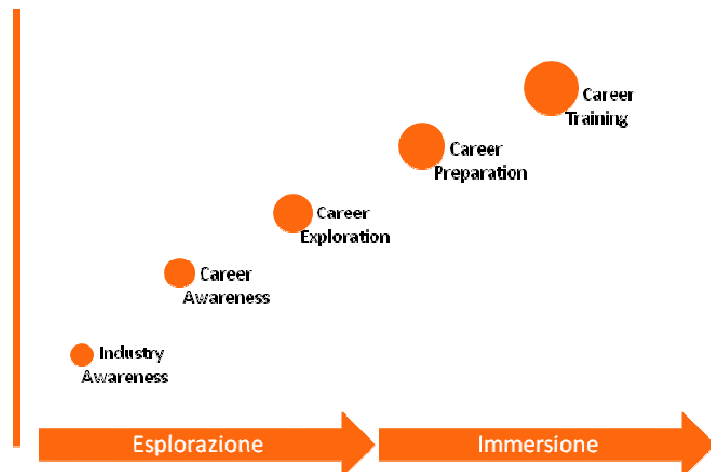 Career
Training
Career
Preparation
Career
Exploration
Career
Awareness
Industry
Awareness
Esplorazione
Immersione